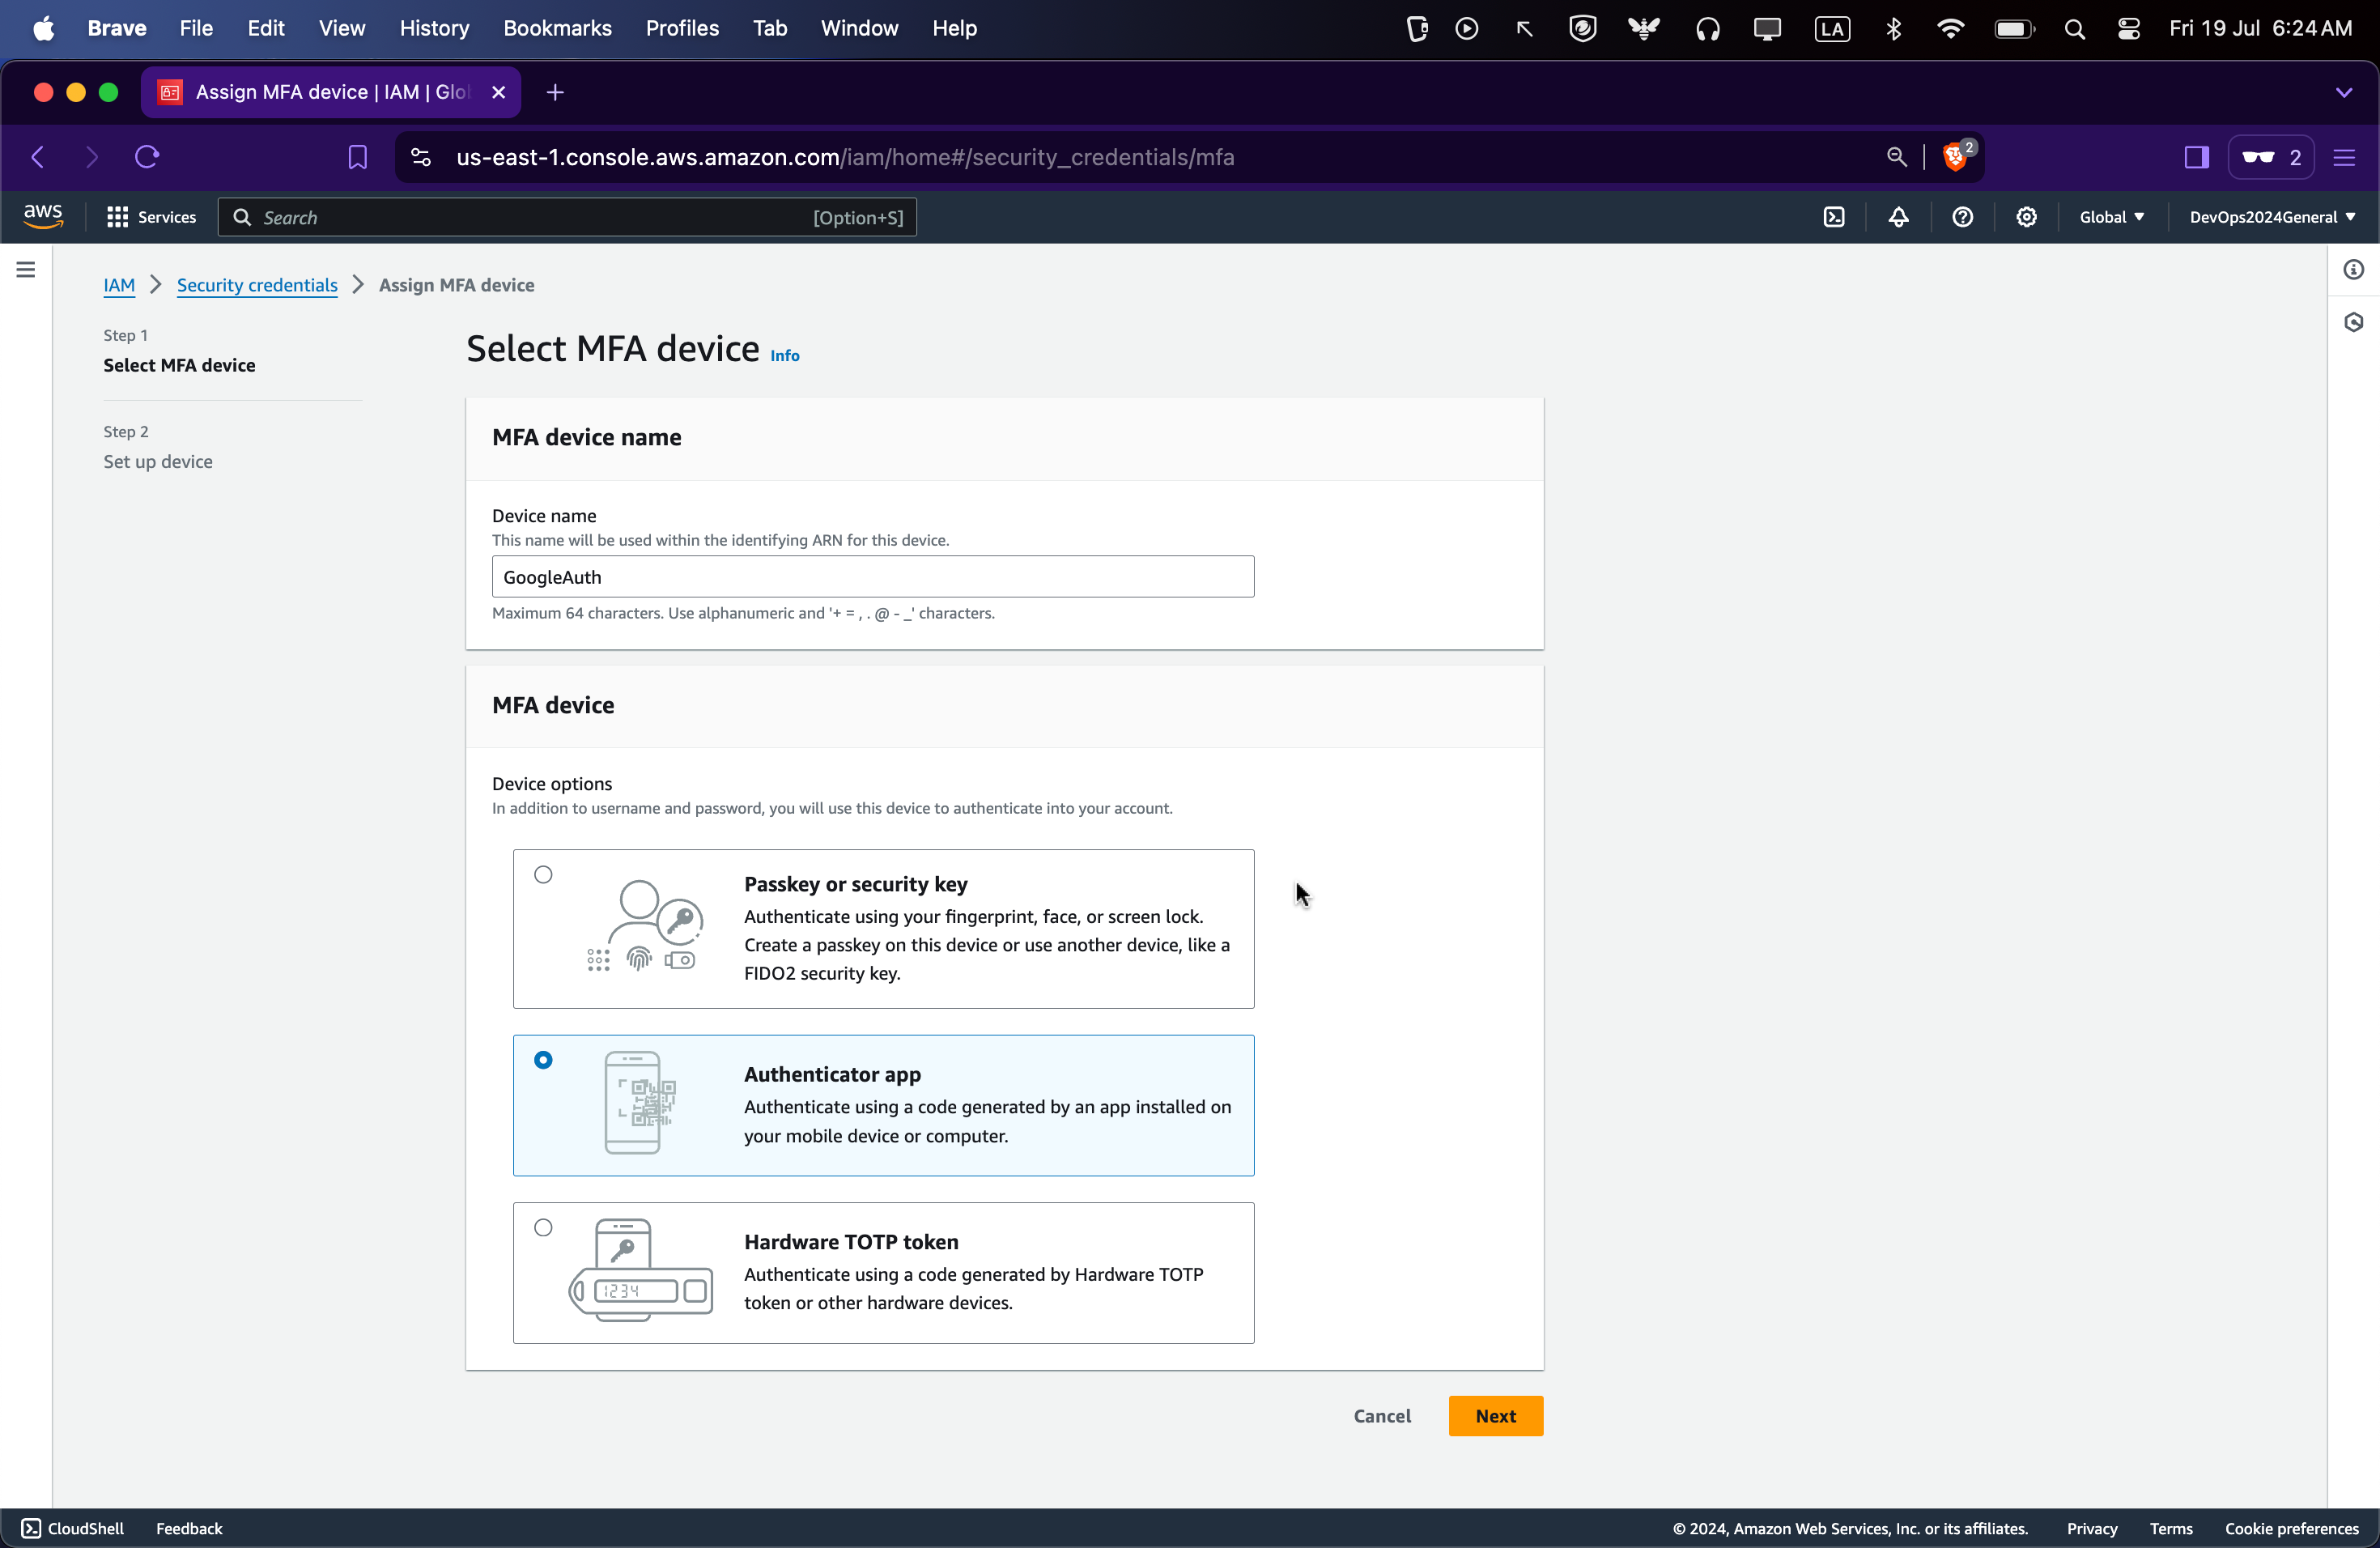 Brave File Edit View History Bookmarks Profiles Tab Window Help LA Fri 19 Jul 6:24 AM
Assign MFA device | IAM | Glo
us-east-1.console.aws.amazon.com/iam/home#/security_credentials/mfa 2 2
aws Services Search [Option+S] Global DevOps2024General
IAM Security credentials Assign MFA device
Step 1
Select MFA device
Step 2
Set up device
Select MFA device Info
MFA device name
Device name
This name will be used within the identifying ARN for this device.
GoogleAuth
Maximum 64 characters. Use alphanumeric and '+ = , . @ - _' characters.
MFA device
Device options
In addition to username and password, you will use this device to authenticate into your account.
Passkey or security key
Authenticate using your fingerprint, face, or screen lock.
Create a passkey on this device or use another device, like a
FIDO2 security key.
Authenticator app
Authenticate using a code generated by an app installed on
your mobile device or computer.
1234
Hardware TOTP token
Authenticate using a code generated by Hardware TOTP
token or other hardware devices.
Cancel Next
CloudShell Feedback © 2024, Amazon Web Services, Inc. or its affiliates. Privacy Terms Cookie preferences